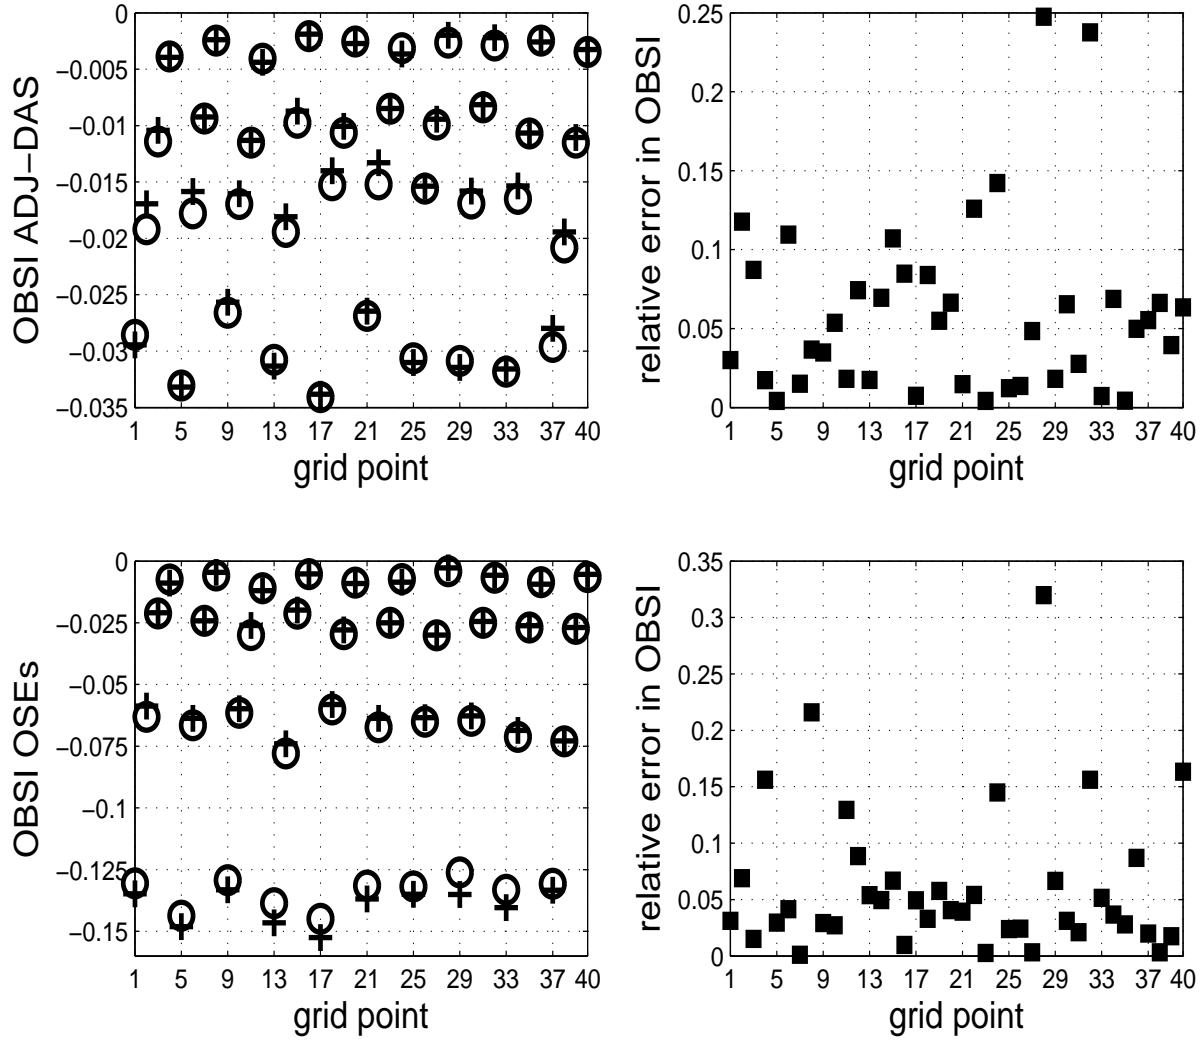 OBSI ADJ−DAS
0
−0.005
−0.01
−0.015
−0.02
−0.025
−0.03
−0.035
1 5 9 13 17 21 25 29 33 37 40
grid point
relative error in OBSI
0.25
0.2
0.15
0.1
0.05
0
1 5 9 13 17 21 25 29 33 37 40
grid point
OBSI OSEs
0
−0.025
−0.05
−0.075
−0.1
−0.125
−0.15
1 5 9 13 17 21 25 29 33 37 40
grid point
relative error in OBSI
0.35
0.3
0.25
0.2
0.15
0.1
0.05
0
1 5 9 13 17 21 25 29 33 37 40
grid point